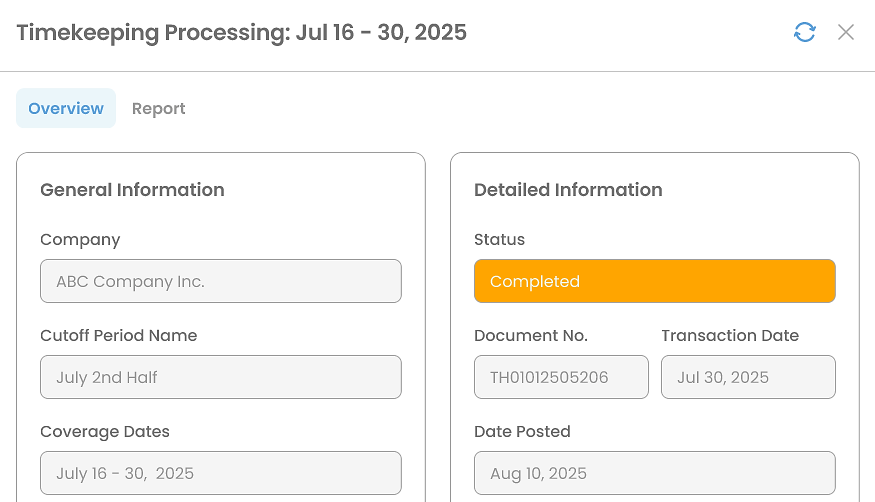 Timekeeping Processing: Jul 16 - 30, 2025
Overview
Report
General Information
Company
ABC Company Inc.
Cutoff Period Name
July 2nd Half
Coverage Dates
July 16 - 30,  2025
Detailed Information
Status
Completed
Document No.
TH01012505206
Transaction Date
Jul 30, 2025
Date Posted
Aug 10, 2025